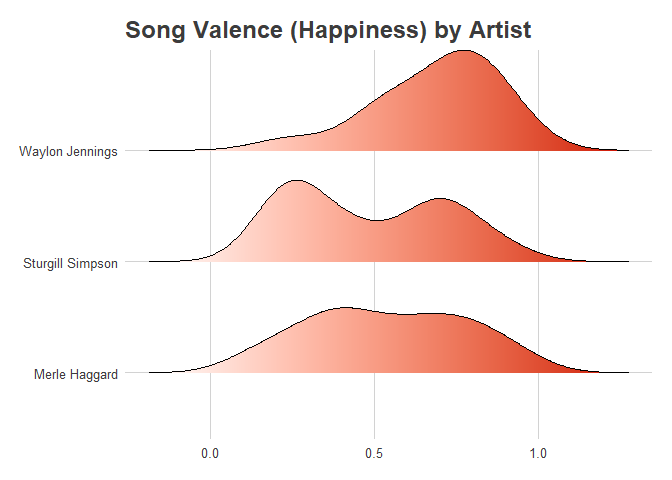 Song Valence (Happiness) by Artist
Waylon Jennings
Sturgill Simpson
Merle Haggard
0.0 0.5 1.0